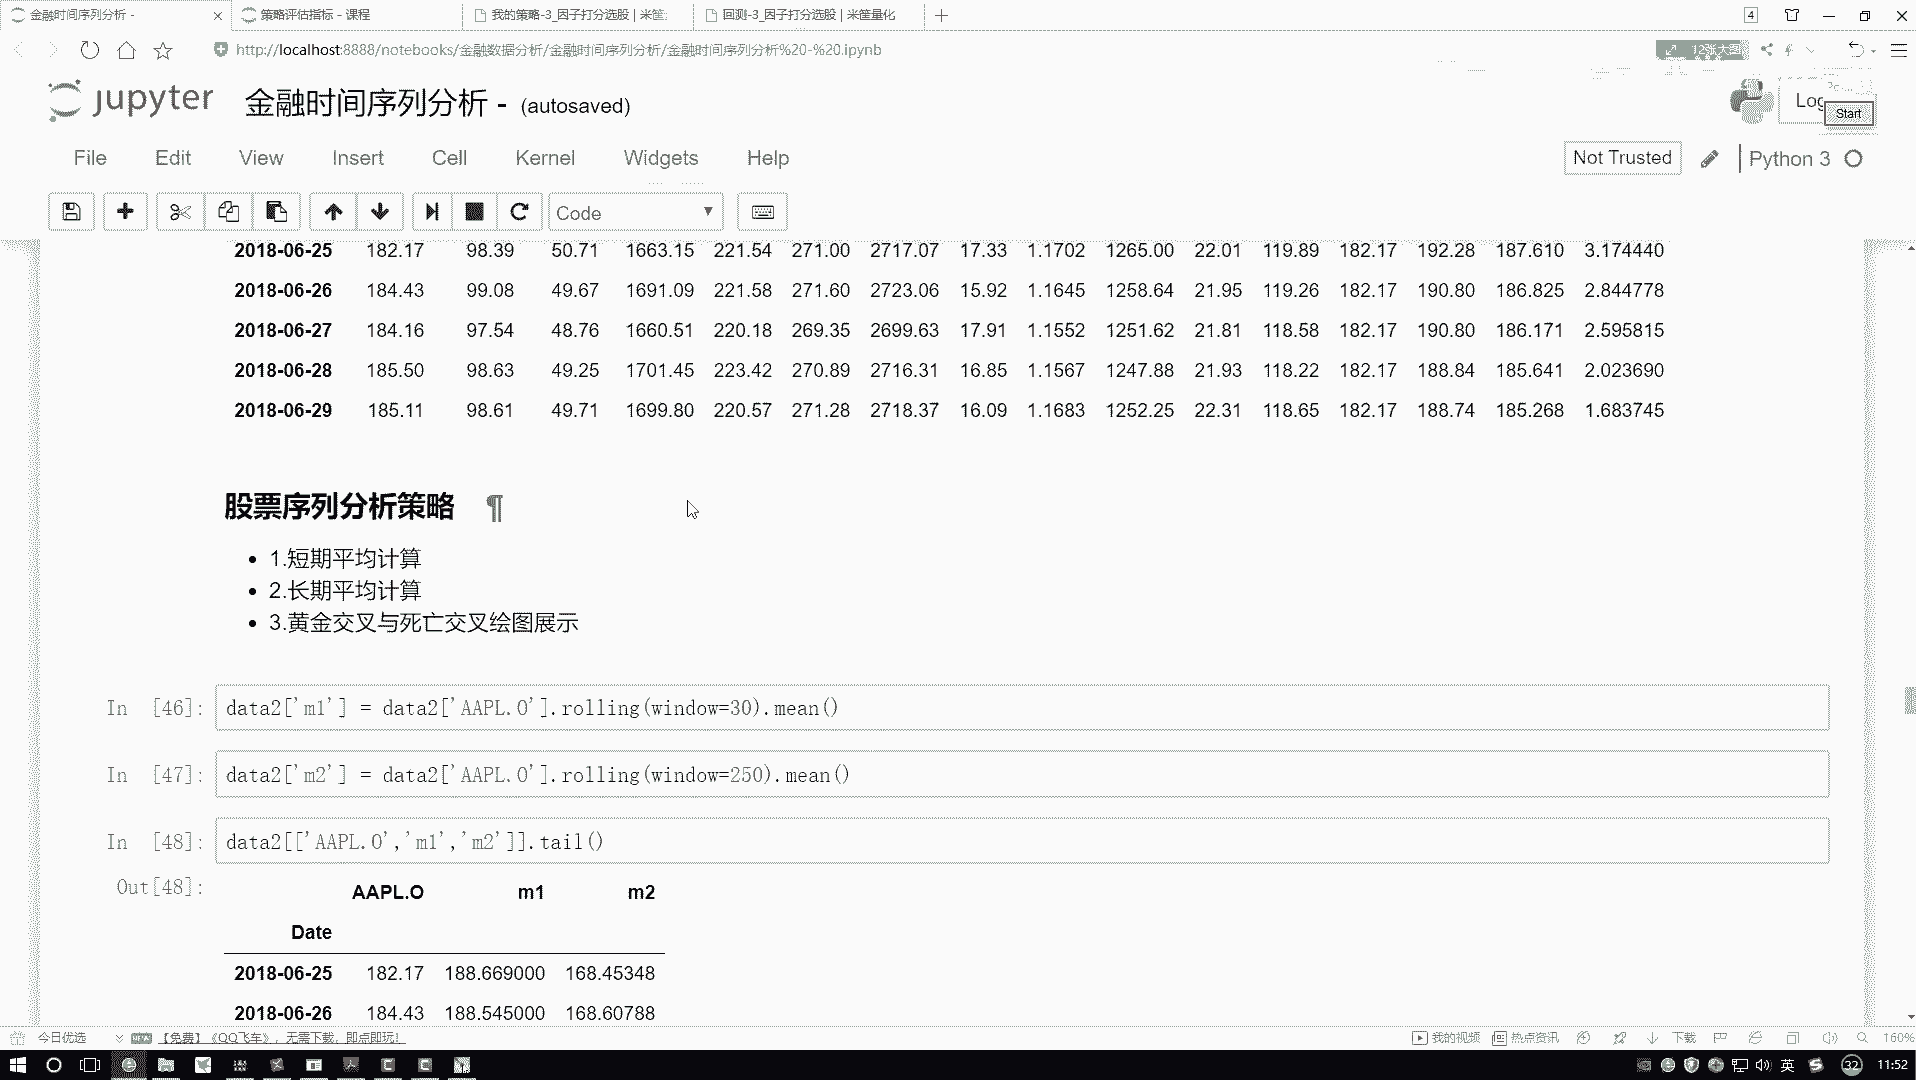 金融时间序列分析 -
策略评估指标 - 课程
我的策略-3_因子打分选股 | 米筐
回测-3_因子打分选股 | 米筐量化
4
http://localhost:8888/notebooks/金融数据分析/金融时间序列分析/金融时间序列分析%20-%20.ipynb
12张大图
jupyter 金融时间序列分析 - (autosaved)
Log
Start
File Edit View Insert Cell Kernel Widgets Help
Not Trusted
Python 3
Code
2018-06-25 182.17 98.39 50.71 1663.15 221.54 271.00 2717.07 17.33 1.1702 1265.00 22.01 119.89 182.17 192.28 187.610 3.174440
2018-06-26 184.43 99.08 49.67 1691.09 221.58 271.60 2723.06 15.92 1.1645 1258.64 21.95 119.26 182.17 190.80 186.825 2.844778
2018-06-27 184.16 97.54 48.76 1660.51 220.18 269.35 2699.63 17.91 1.1552 1251.62 21.81 118.58 182.17 190.80 186.171 2.595815
2018-06-28 185.50 98.63 49.25 1701.45 223.42 270.89 2716.31 16.85 1.1567 1247.88 21.93 118.22 182.17 188.84 185.641 2.023690
2018-06-29 185.11 98.61 49.71 1699.80 220.57 271.28 2718.37 16.09 1.1683 1252.25 22.31 118.65 182.17 188.74 185.268 1.683745
股票序列分析策略 ¶
• 1.短期平均计算
• 2.长期平均计算
• 3.黄金交叉与死亡交叉绘图展示
In [46]: data2['m1'] = data2['AAPL.O'].rolling(window=30).mean()
In [47]: data2['m2'] = data2['AAPL.O'].rolling(window=250).mean()
In [48]: data2[['AAPL.O','m1','m2']].tail()
Out[48]:
AAPL.O m1 m2
Date
2018-06-25 182.17 188.669000 168.45348
2018-06-26 184.43 188.545000 168.60788
今日优选
【免费】《QQ飞车》，无需下载，即点即玩！
我的视频
热点资讯
下载
160%
英
32
11:52